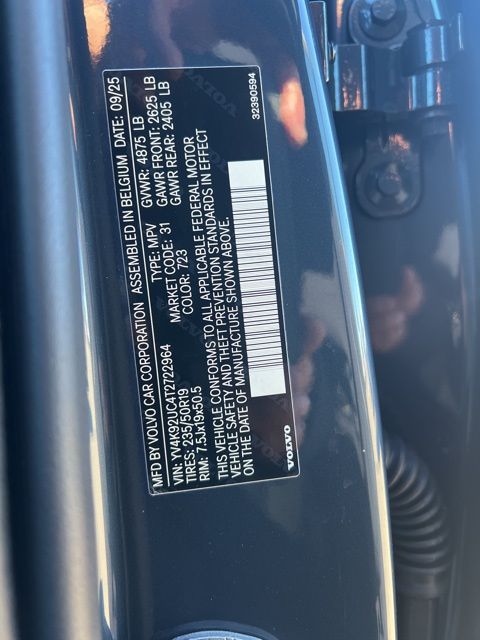 MFD BY VOLVO CAR CORPORATION ASSEMBLED IN BELGIUM DATE: 09/25
GVWR: 4875 LB
VIN: YV4K92UC4T2722964 TYPE: MPV GAWR FRONT: 2625 LB
TIRES: 235/50R19 MARKET CODE: 31 GAWR REAR: 2405 LB
RIM: 7.5Jx19x50.5 COLOR: 723
THIS VEHICLE CONFORMS TO ALL APPLICABLE FEDERAL MOTOR
VEHICLE SAFETY AND THEFT PREVENTION STANDARDS IN EFFECT
ON THE DATE OF MANUFACTURE SHOWN ABOVE.
32390594
VOLVO